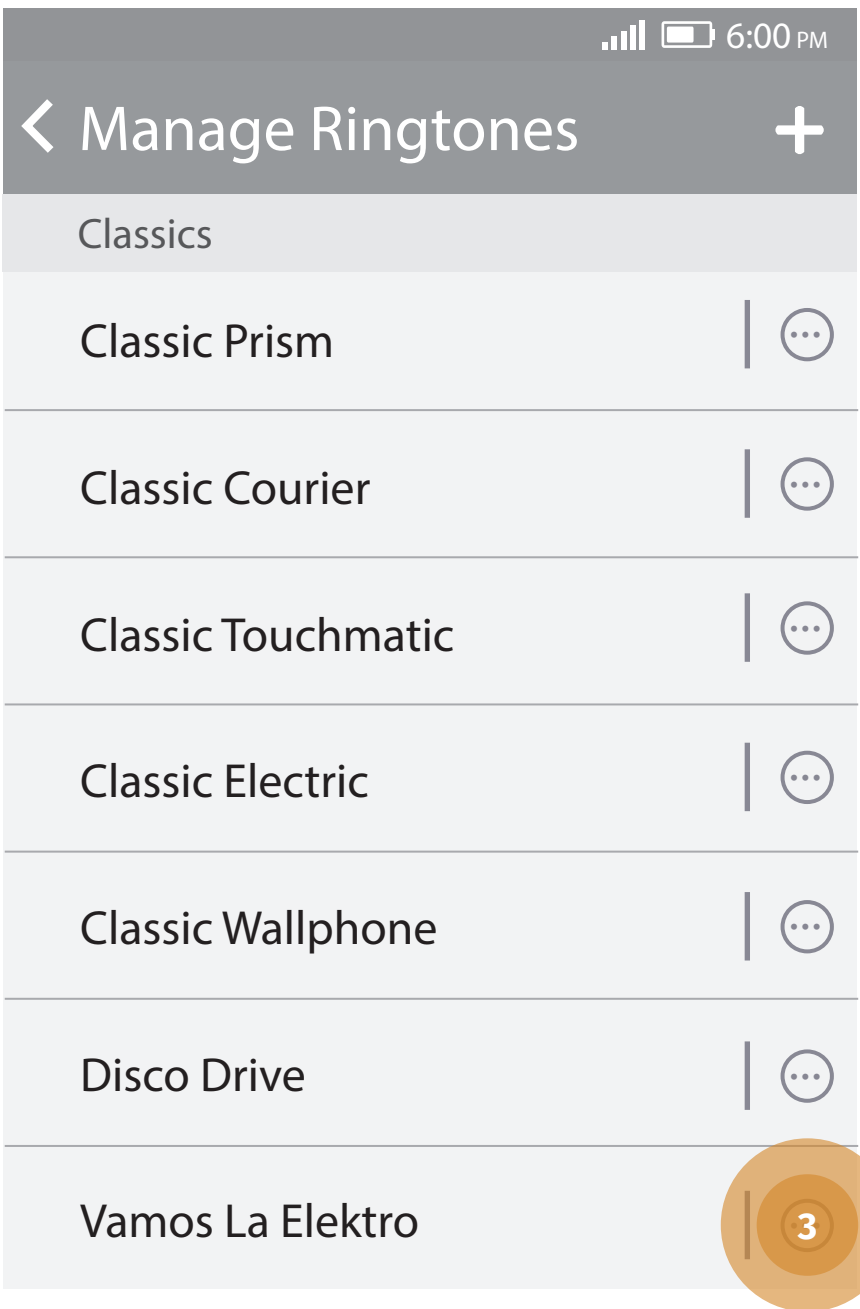 6:00 PM
Manage Ringtones
Classics
Classic Prism
Classic Courier
Classic Touchmatic
Classic Electric
Classic Wallphone
Disco Drive
Vamos La Elektro
3